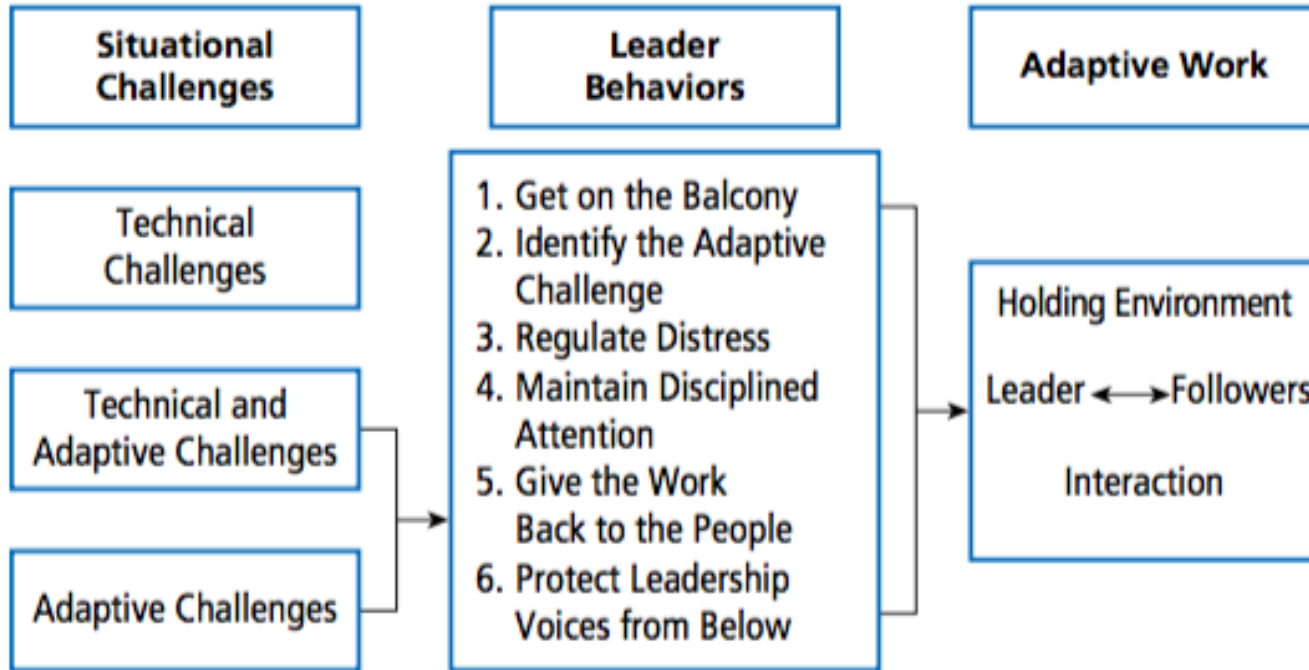 Situational
Challenges
Leader
Behaviors
Adaptive Work
Technical
Challenges
Technical and
Adaptive Challenges
Adaptive Challenges
1. Get on the Balcony
2. Identify the Adaptive
Challenge
3. Regulate Distress
4. Maintain Disciplined
Attention
5. Give the Work
Back to the People
6. Protect Leadership
Voices from Below
Holding Environment
Leader Followers
Interaction